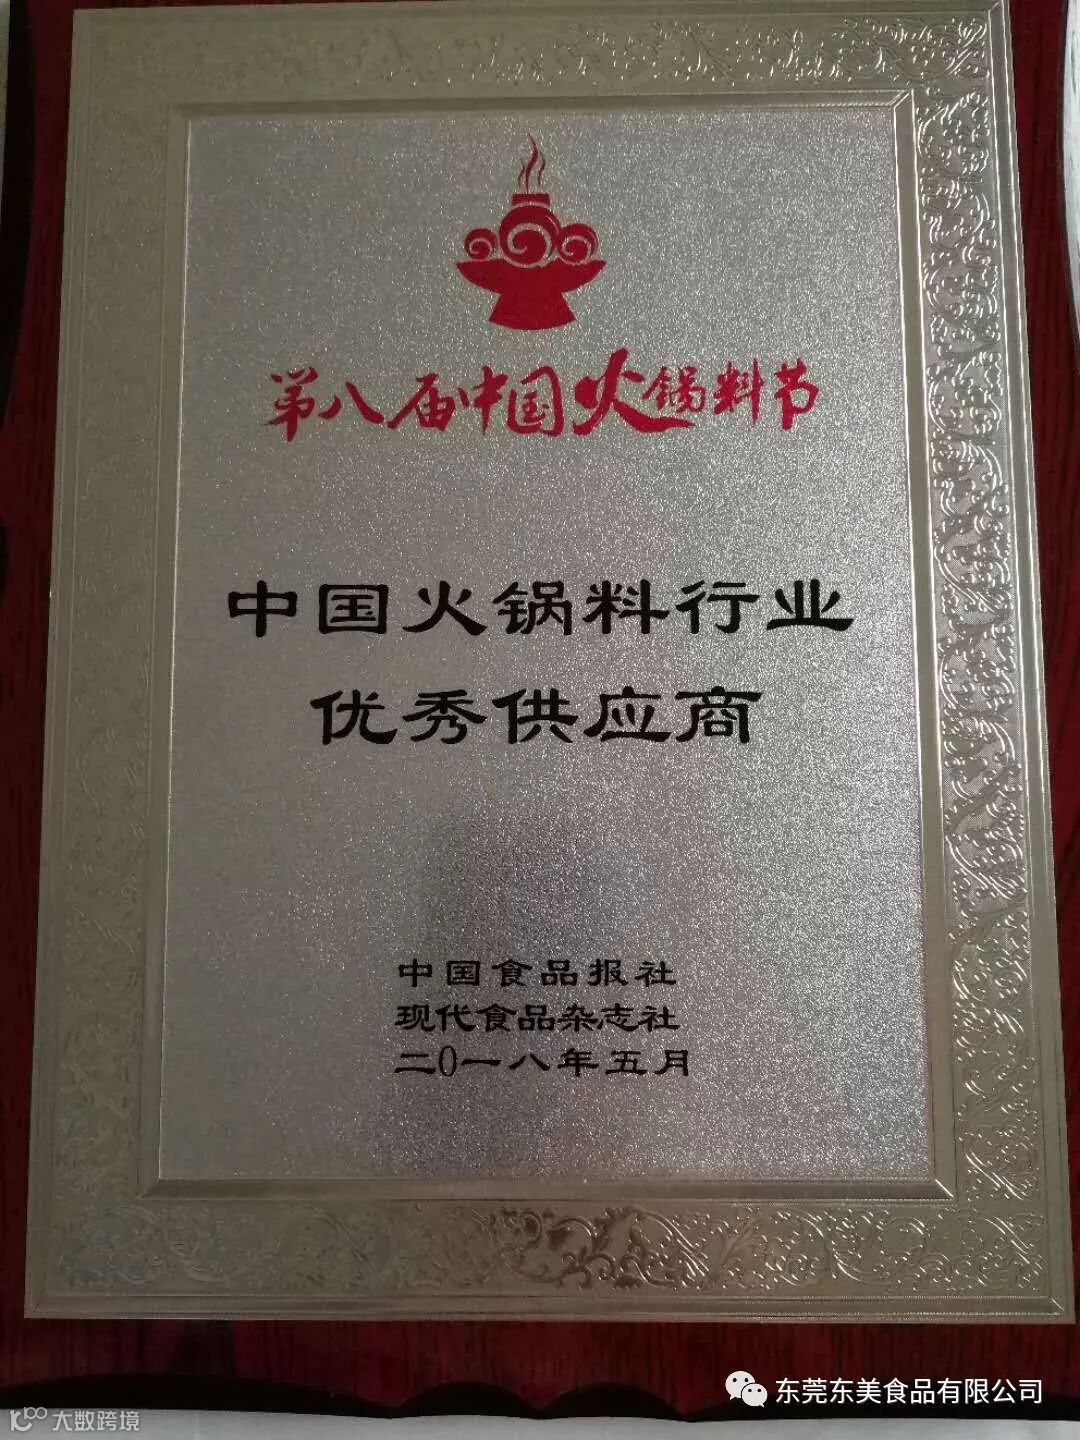 第八届中国火锅料节
中国火锅料行业
优秀供应商
中国食品报社
现代食品杂志社
二0一八年五月
东莞东美食品有限公司
大数跨境